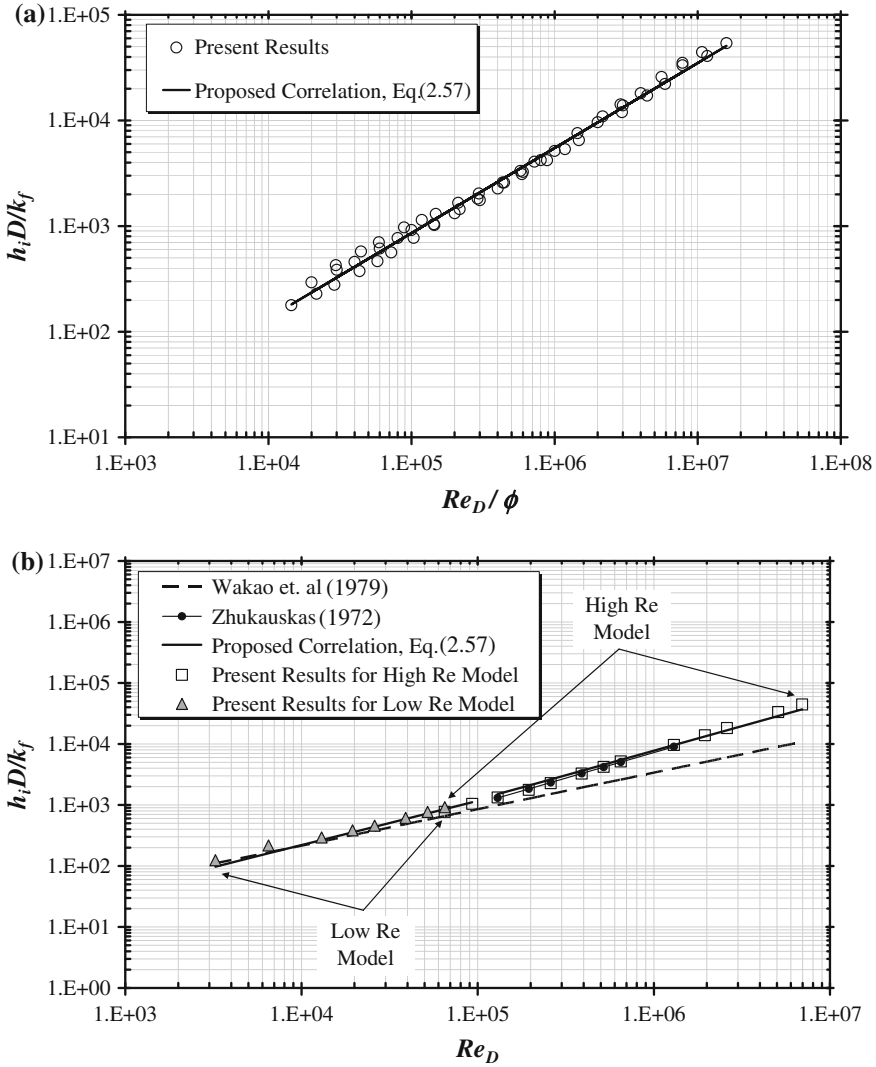 (a)
1.E+05
1.E+04
1.E+03
1.E+02
1.E+01
h_iD/k_f
Present Results
Proposed Correlation, Eq.(2.57)
1.E+03 1.E+04 1.E+05 1.E+06 1.E+07 1.E+08
Re_D / ϕ
(b)
1.E+07
1.E+06
1.E+05
1.E+04
1.E+03
1.E+02
1.E+01
1.E+00
h_iD/k_f
Wakao et. al (1979)
Zhukauskas (1972)
Proposed Correlation, Eq.(2.57)
Present Results for High Re Model
Present Results for Low Re Model
High Re
Model
Low Re
Model
1.E+03 1.E+04 1.E+05 1.E+06 1.E+07
Re_D